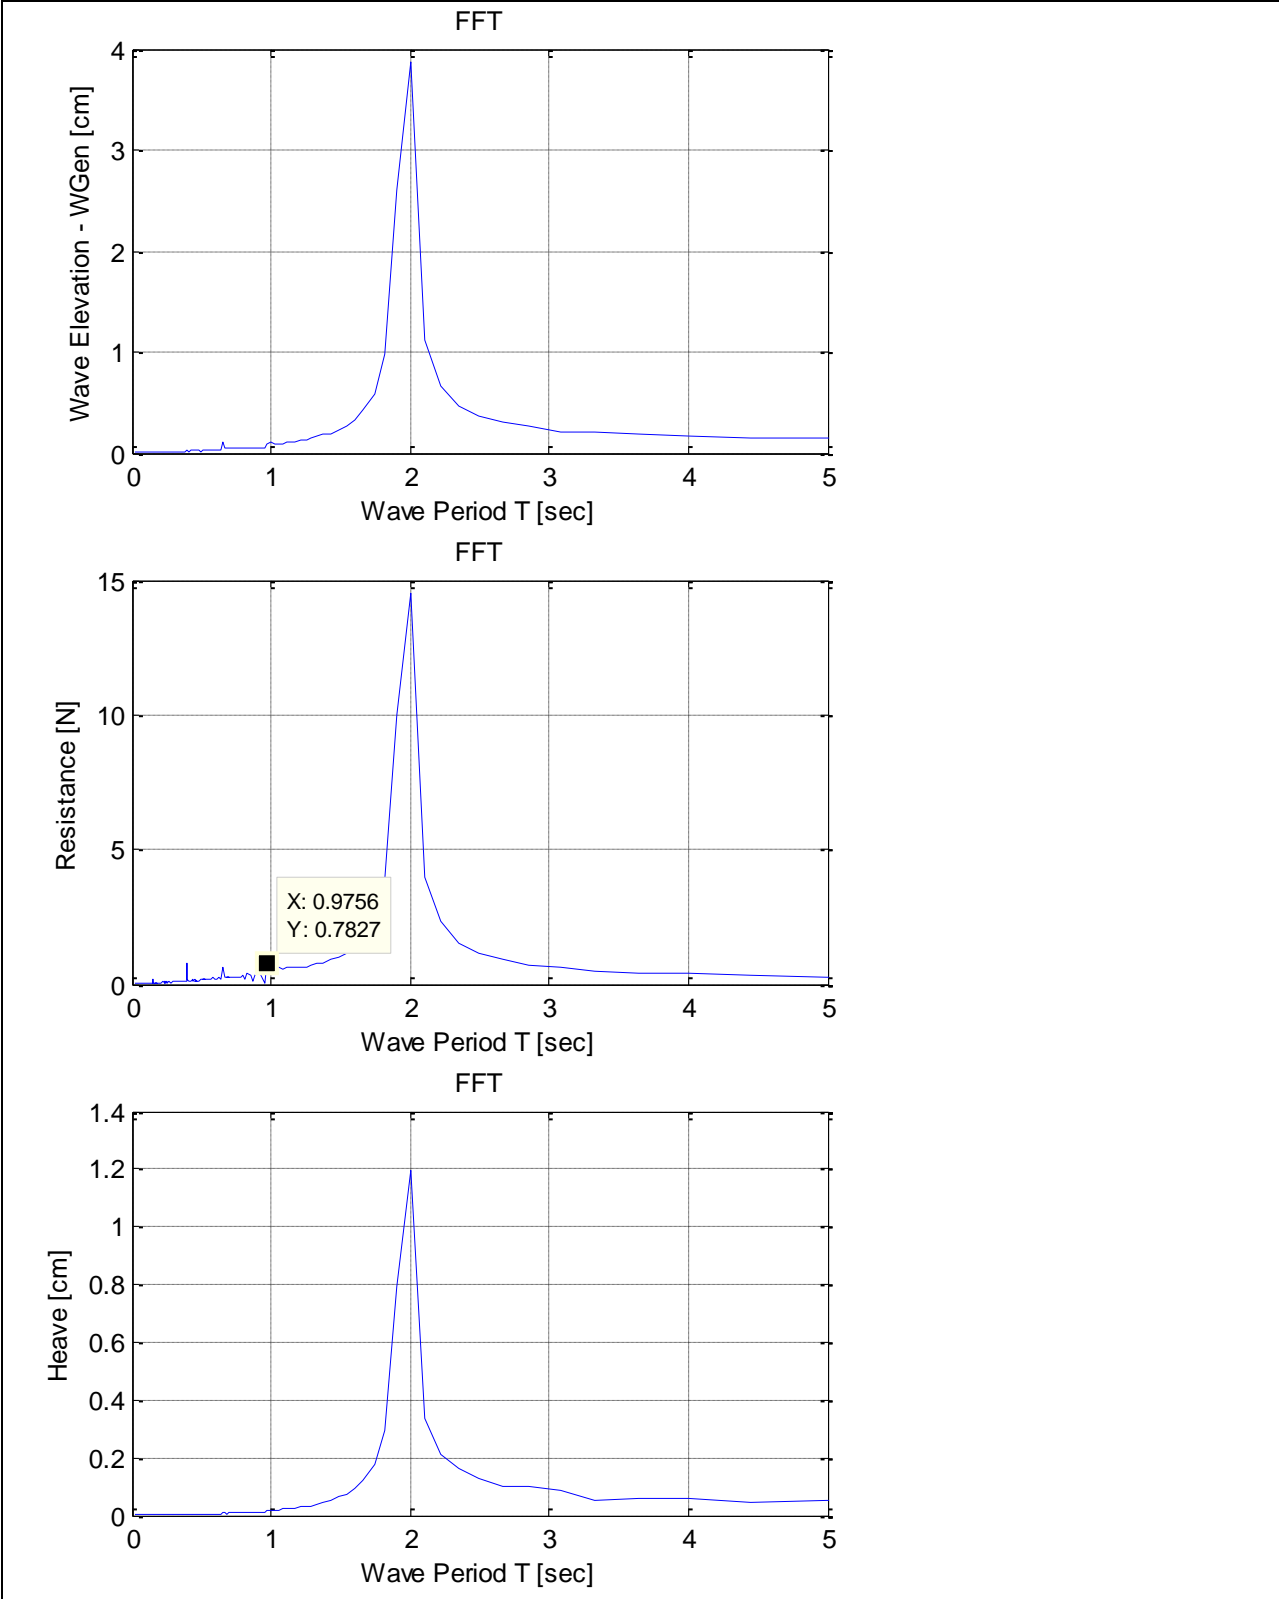 FFT
4
3
2
1
0
Wave Elevation - WGen [cm]
0 1 2 3 4 5
Wave Period T [sec]
FFT
15
10
5
0
Resistance [N]
X: 0.9756
Y: 0.7827
0 1 2 3 4 5
Wave Period T [sec]
FFT
1.4
1.2
1
0.8
0.6
0.4
0.2
0
Heave [cm]
0 1 2 3 4 5
Wave Period T [sec]